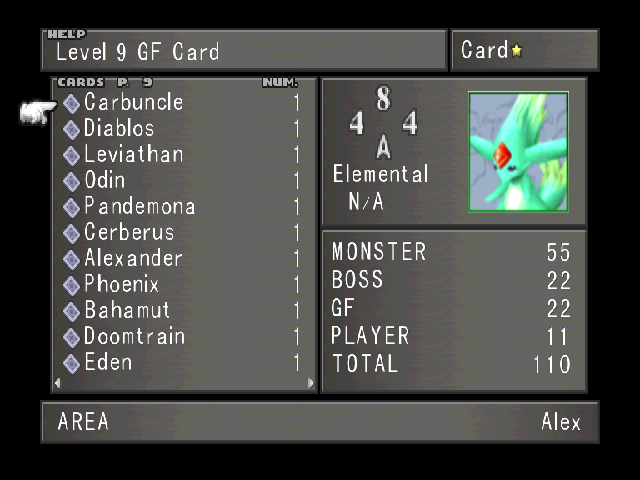 HELP
Level 9 GF Card
Card★
CARDS P. 9 NUM.
Carbuncle 1
Diablos 1
Leviathan 1
Odin 1
Pandemona 1
Cerberus 1
Alexander 1
Phoenix 1
Bahamut 1
Doomtrain 1
Eden 1
8
4 4
A
Elemental
N/A
MONSTER 55
BOSS 22
GF 22
PLAYER 11
TOTAL 110
AREA Alex